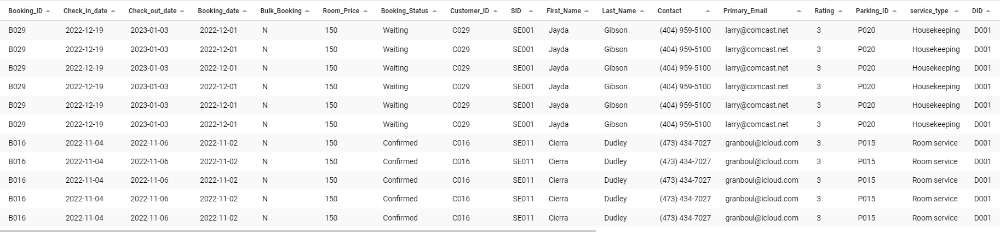 Booking_ID Check_in_date Check_out_date Booking_date Bulk_Booking Room_Price Booking_Status Customer_ID SID First_Name Last_Name Contact Primary_Email Rating Parking_ID service_type DID
B029 2022-12-19 2023-01-03 2022-12-01 N 150 Waiting C029 SE001 Jayda Gibson (404) 959-5100 larry@comcast.net 3 P020 Housekeeping D001
B029 2022-12-19 2023-01-03 2022-12-01 N 150 Waiting C029 SE001 Jayda Gibson (404) 959-5100 larry@comcast.net 3 P020 Housekeeping D001
B029 2022-12-19 2023-01-03 2022-12-01 N 150 Waiting C029 SE001 Jayda Gibson (404) 959-5100 larry@comcast.net 3 P020 Housekeeping D001
B029 2022-12-19 2023-01-03 2022-12-01 N 150 Waiting C029 SE001 Jayda Gibson (404) 959-5100 larry@comcast.net 3 P020 Housekeeping D001
B029 2022-12-19 2023-01-03 2022-12-01 N 150 Waiting C029 SE001 Jayda Gibson (404) 959-5100 larry@comcast.net 3 P020 Housekeeping D001
B029 2022-12-19 2023-01-03 2022-12-01 N 150 Waiting C029 SE001 Jayda Gibson (404) 959-5100 larry@comcast.net 3 P020 Housekeeping D001
B016 2022-11-04 2022-11-06 2022-11-02 N 150 Confirmed C016 SE011 Cierra Dudley (473) 434-7027 granboul@icloud.com 3 P015 Room service D001
B016 2022-11-04 2022-11-06 2022-11-02 N 150 Confirmed C016 SE011 Cierra Dudley (473) 434-7027 granboul@icloud.com 3 P015 Room service D001
B016 2022-11-04 2022-11-06 2022-11-02 N 150 Confirmed C016 SE011 Cierra Dudley (473) 434-7027 granboul@icloud.com 3 P015 Room service D001
B016 2022-11-04 2022-11-06 2022-11-02 N 150 Confirmed C016 SE011 Cierra Dudley (473) 434-7027 granboul@icloud.com 3 P015 Room service D001
B016 2022-11-04 2022-11-06 2022-11-02 N 150 Confirmed C016 SE011 Cierra Dudley (473) 434-7027 granboul@icloud.com 3 P015 Room service D001